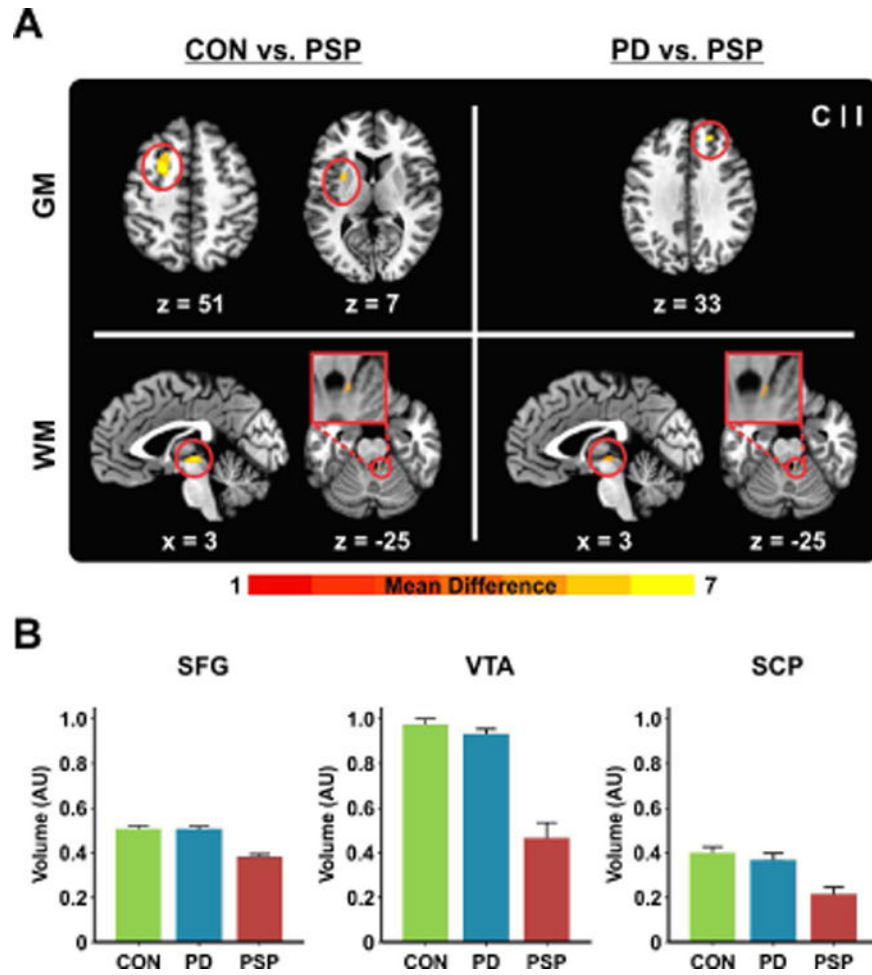 A
CON vs. PSP PD vs. PSP
C | I
GM
z = 51 z = 7 z = 33
WM
x = 3 z = -25 x = 3 z = -25
1 Mean Difference 7
B
SFG VTA SCP
Volume (AU) Volume (AU) Volume (AU)
1.0 1.0 1.0
0.8 0.8 0.8
0.6 0.6 0.6
0.4 0.4 0.4
0.2 0.2 0.2
0 0 0
CON PD PSP CON PD PSP CON PD PSP